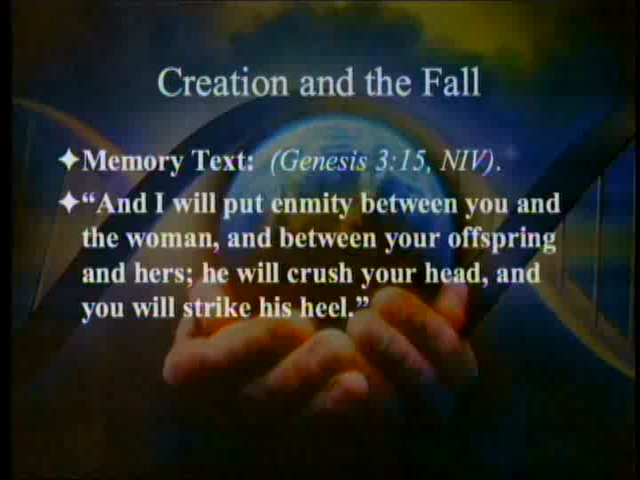 Creation and the Fall
✦Memory Text: (Genesis 3:15, NIV).
✦“And I will put enmity between you and
the woman, and between your offspring
and hers; he will crush your head, and
you will strike his heel.”